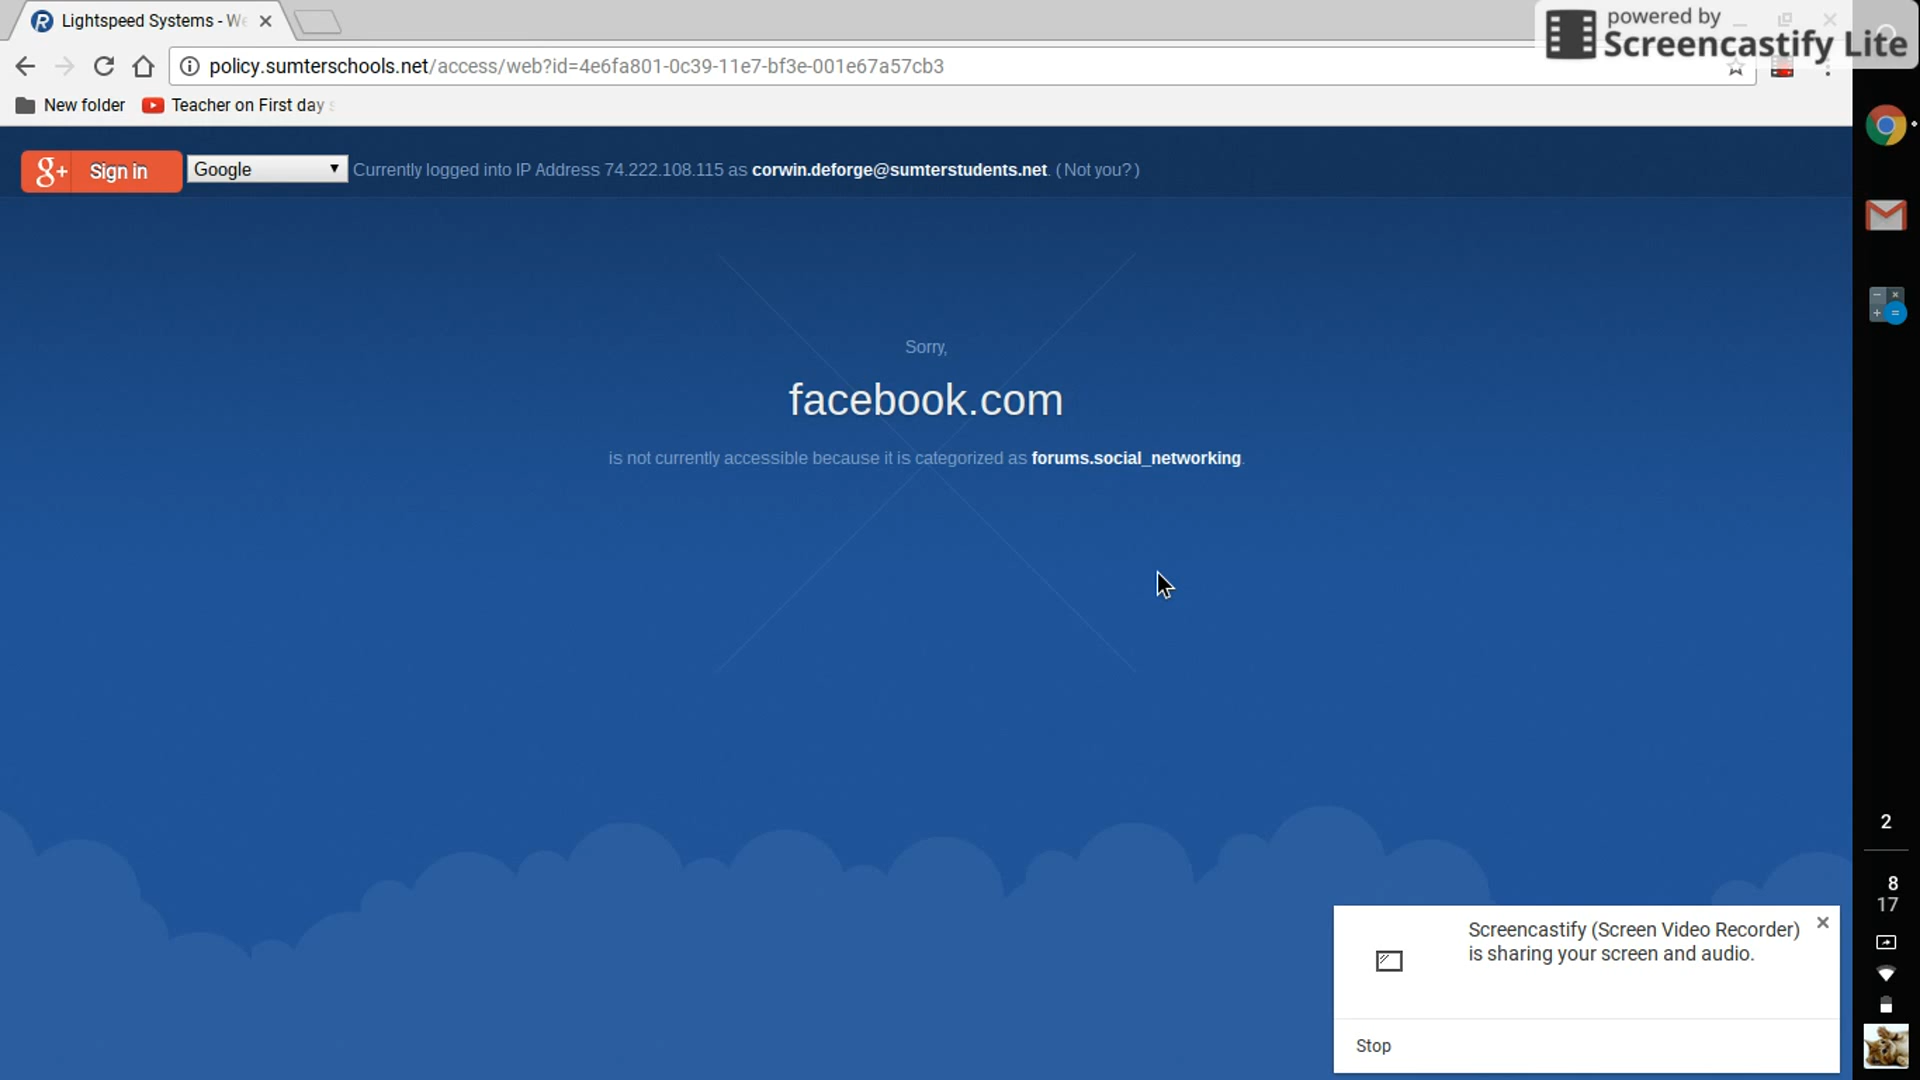 Lightspeed Systems - We
powered by
Screencastify Lite
policy.sumterschools.net/access/web?id=4e6fa801-0c39-11e7-bf3e-001e67a57cb3
New folder
Teacher on First day s
g+ Sign in
Google
Currently logged into IP Address 74.222.108.115 as corwin.deforge@sumterstudents.net. (Not you?)
Sorry,
facebook.com
is not currently accessible because it is categorized as forums.social_networking.
2
8
17
Screencastify (Screen Video Recorder)
is sharing your screen and audio.
Stop